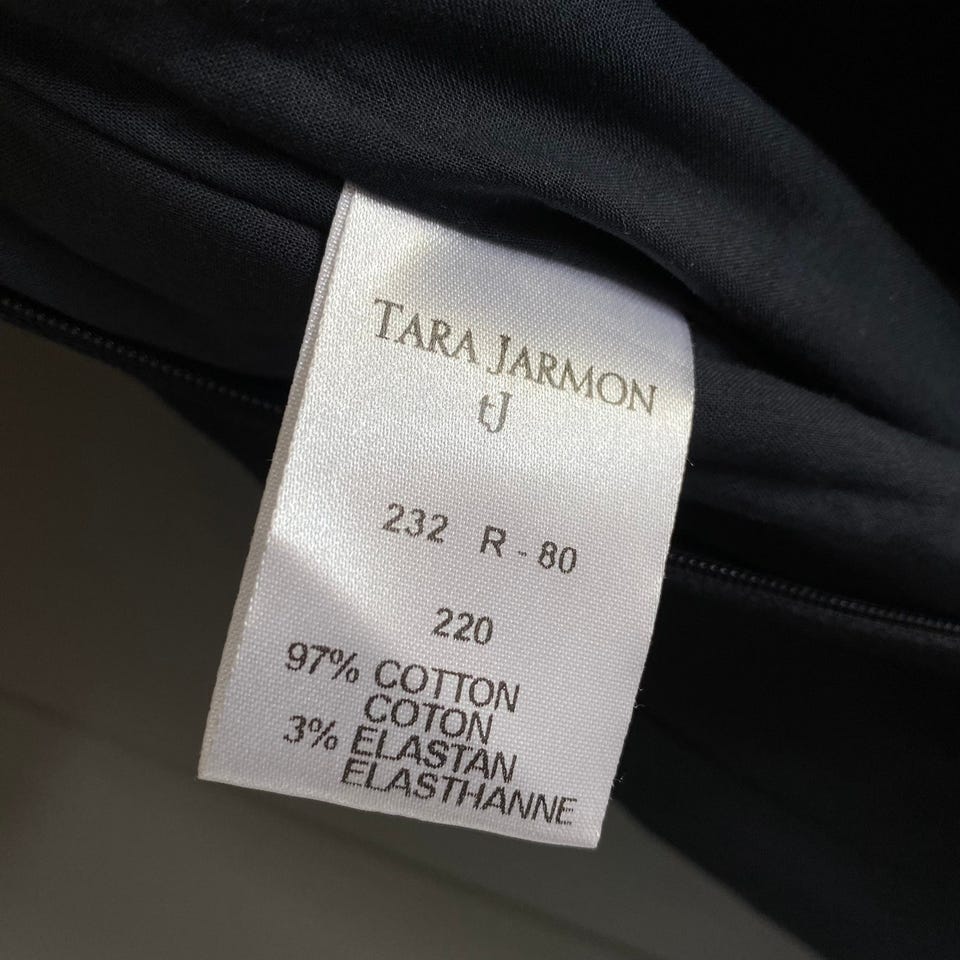 TARA JARMON
tJ
232 R - 80
220
97% COTTON
COTON
3% ELASTAN
ELASTHANNE